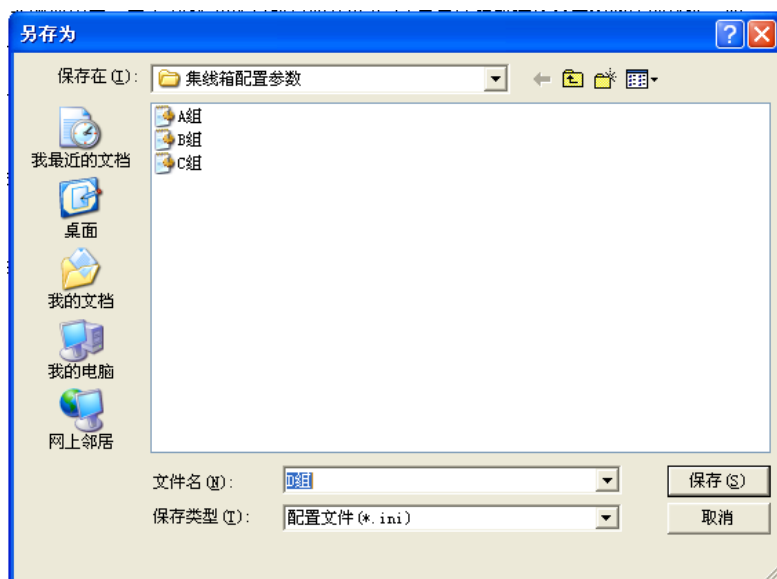 另存为
保存在(I):
集线箱配置参数
A组
B组
C组
我最近的文档
桌面
我的文档
我的电脑
网上邻居
文件名(N):
D组
保存(S)
保存类型(T):
配置文件(*.ini)
取消